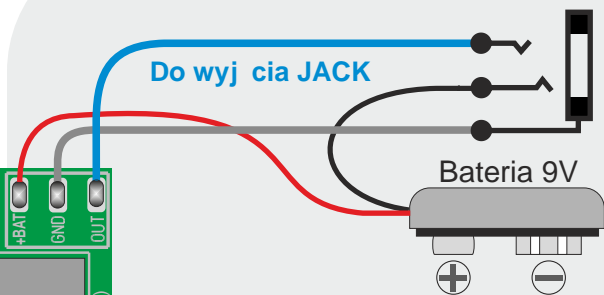 Do wyj cia JACK
Bateria 9V
+BAT
GND
OUT
+
−
)